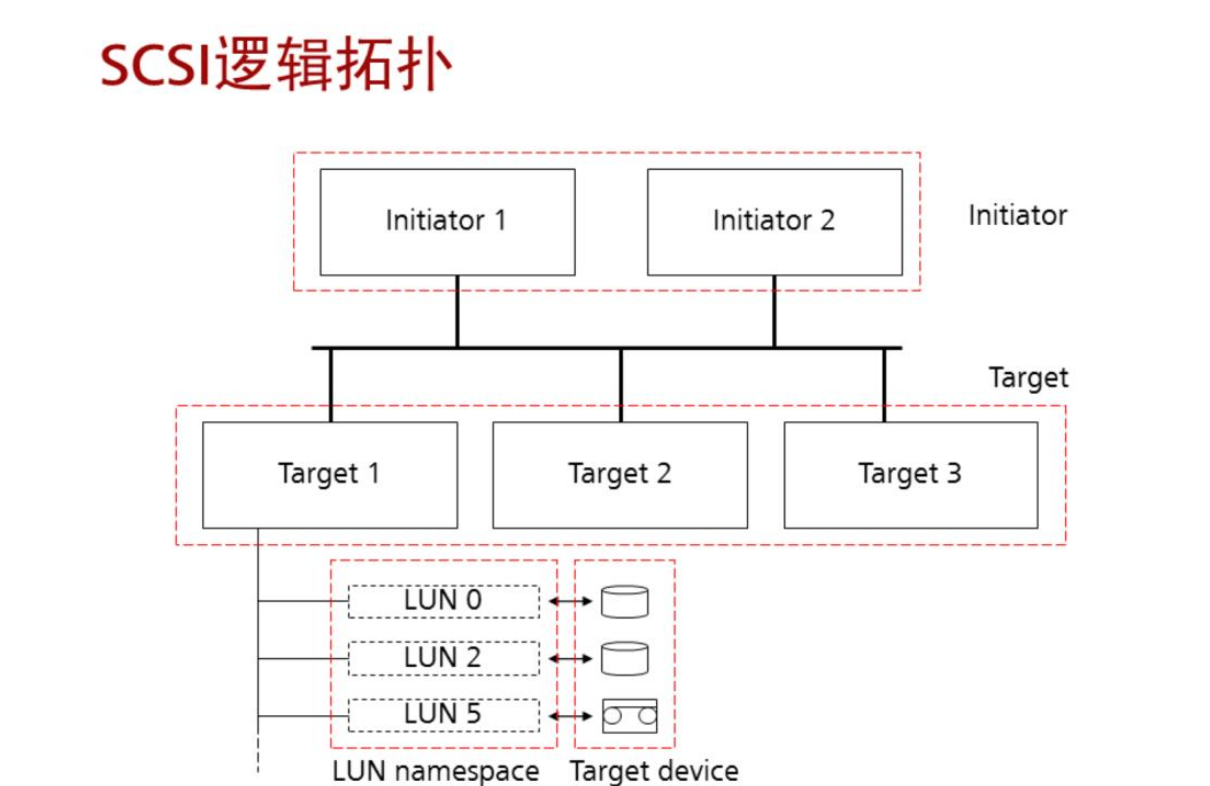 SCSI逻辑拓扑
Initiator 1
Initiator 2
Initiator
Target
Target 1
Target 2
Target 3
LUN 0
LUN 2
LUN 5
LUN namespace
Target device